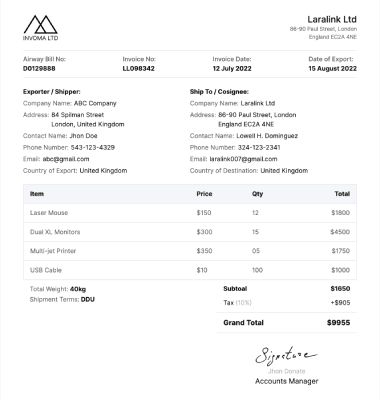 Laralink Ltd
86-90 Paul Street, London
England EC2A 4NE
INVOMA LTD
Airway Bill No: Invoice No: Invoice Date: Date of Export:
D0129888 LL098342 12 July 2022 15 August 2022
Exporter / Shipper: Ship To / Cosignee:
Company Name: ABC Company Company Name: Laralink Ltd
Address: 84 Spilman Street Address: 86-90 Paul Street, London
London, United Kingdom England EC2A 4NE
Contact Name: Jhon Doe Contact Name: Lowell H. Dominguez
Phone Number: 543-123-4329 Phone Number: 324-123-2341
Email: abc@gmail.com Email: laralink007@gmail.com
Country of Export: United Kingdom Country of Destination: United Kingdom
Item Price Qty Total
Laser Mouse $150 12 $1800
Dual XL Monitors $300 15 $4500
Multi-jet Printer $350 05 $1750
USB Cable $10 100 $1000
Total Weight: 40kg Subtoal $1650
Shipment Terms: DDU Tax (10%) +$905
Grand Total $9955
Signature
Jhon Donate
Accounts Manager